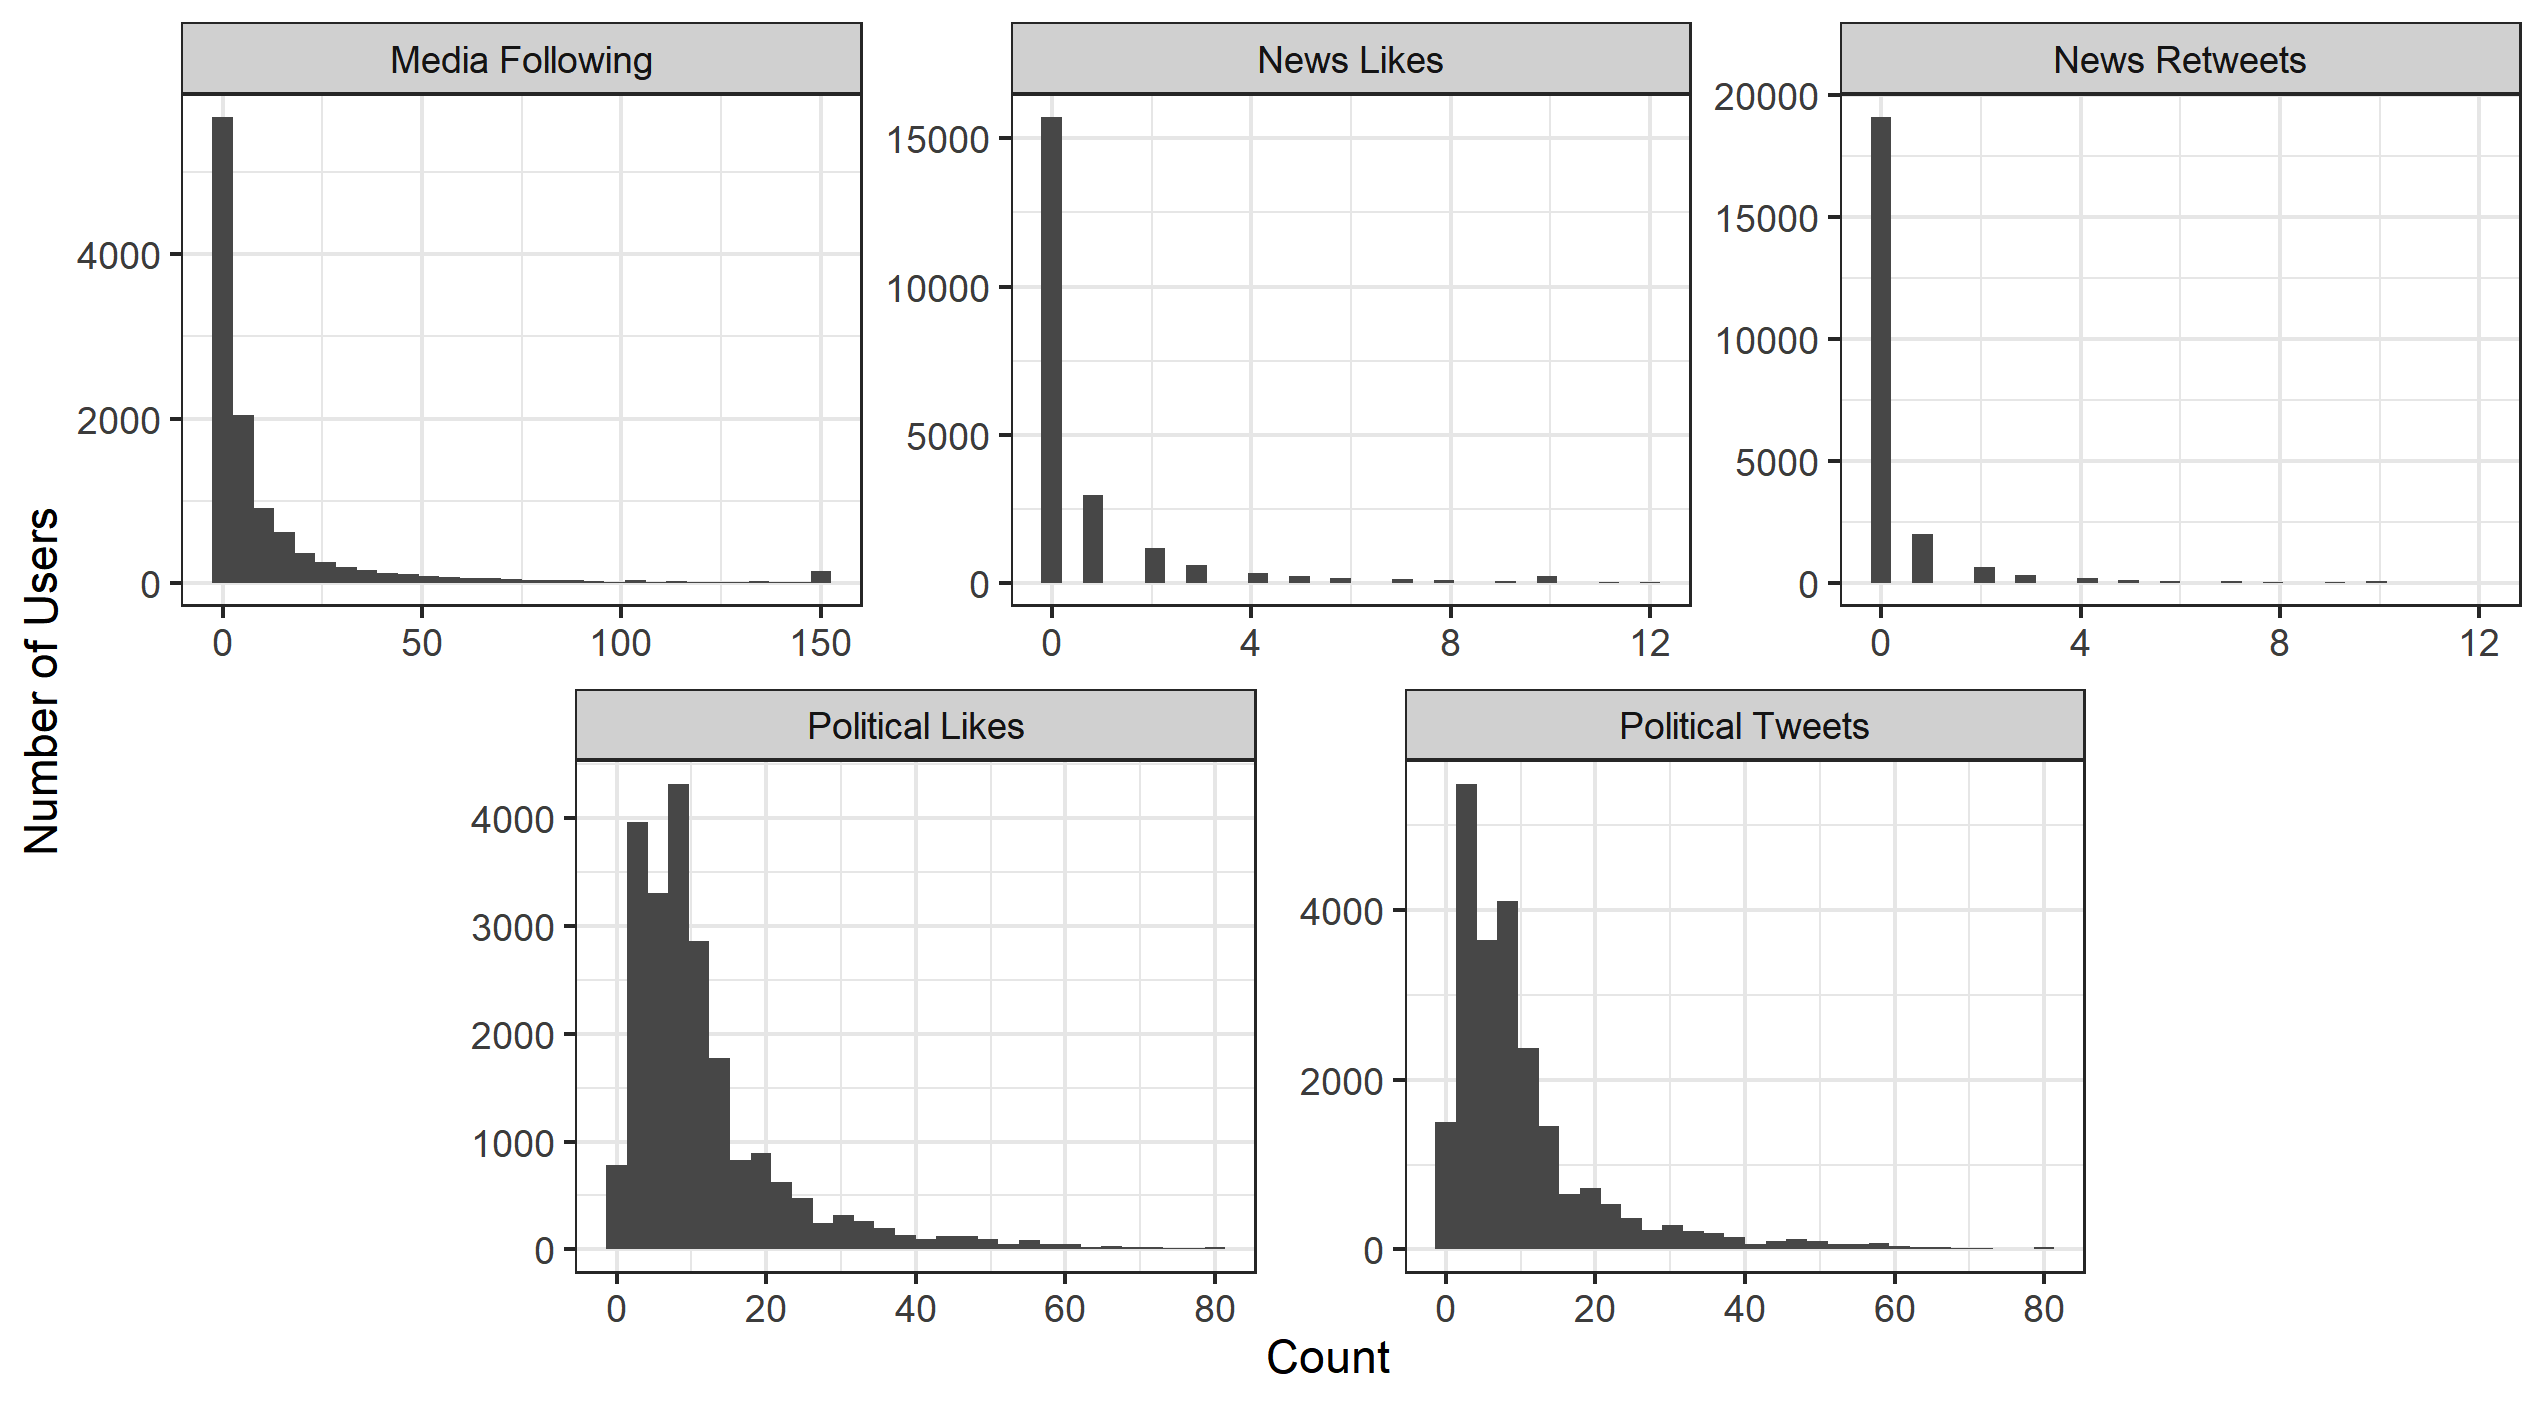 Media Following
News Likes
News Retweets
4000
2000
0
0 50 100 150
15000
10000
5000
0
0 4 8 12
20000
15000
10000
5000
0
0 4 8 12
Number of Users
Political Likes
Political Tweets
4000
3000
2000
1000
0
0 20 40 60 80
4000
2000
0
0 20 40 60 80
Count